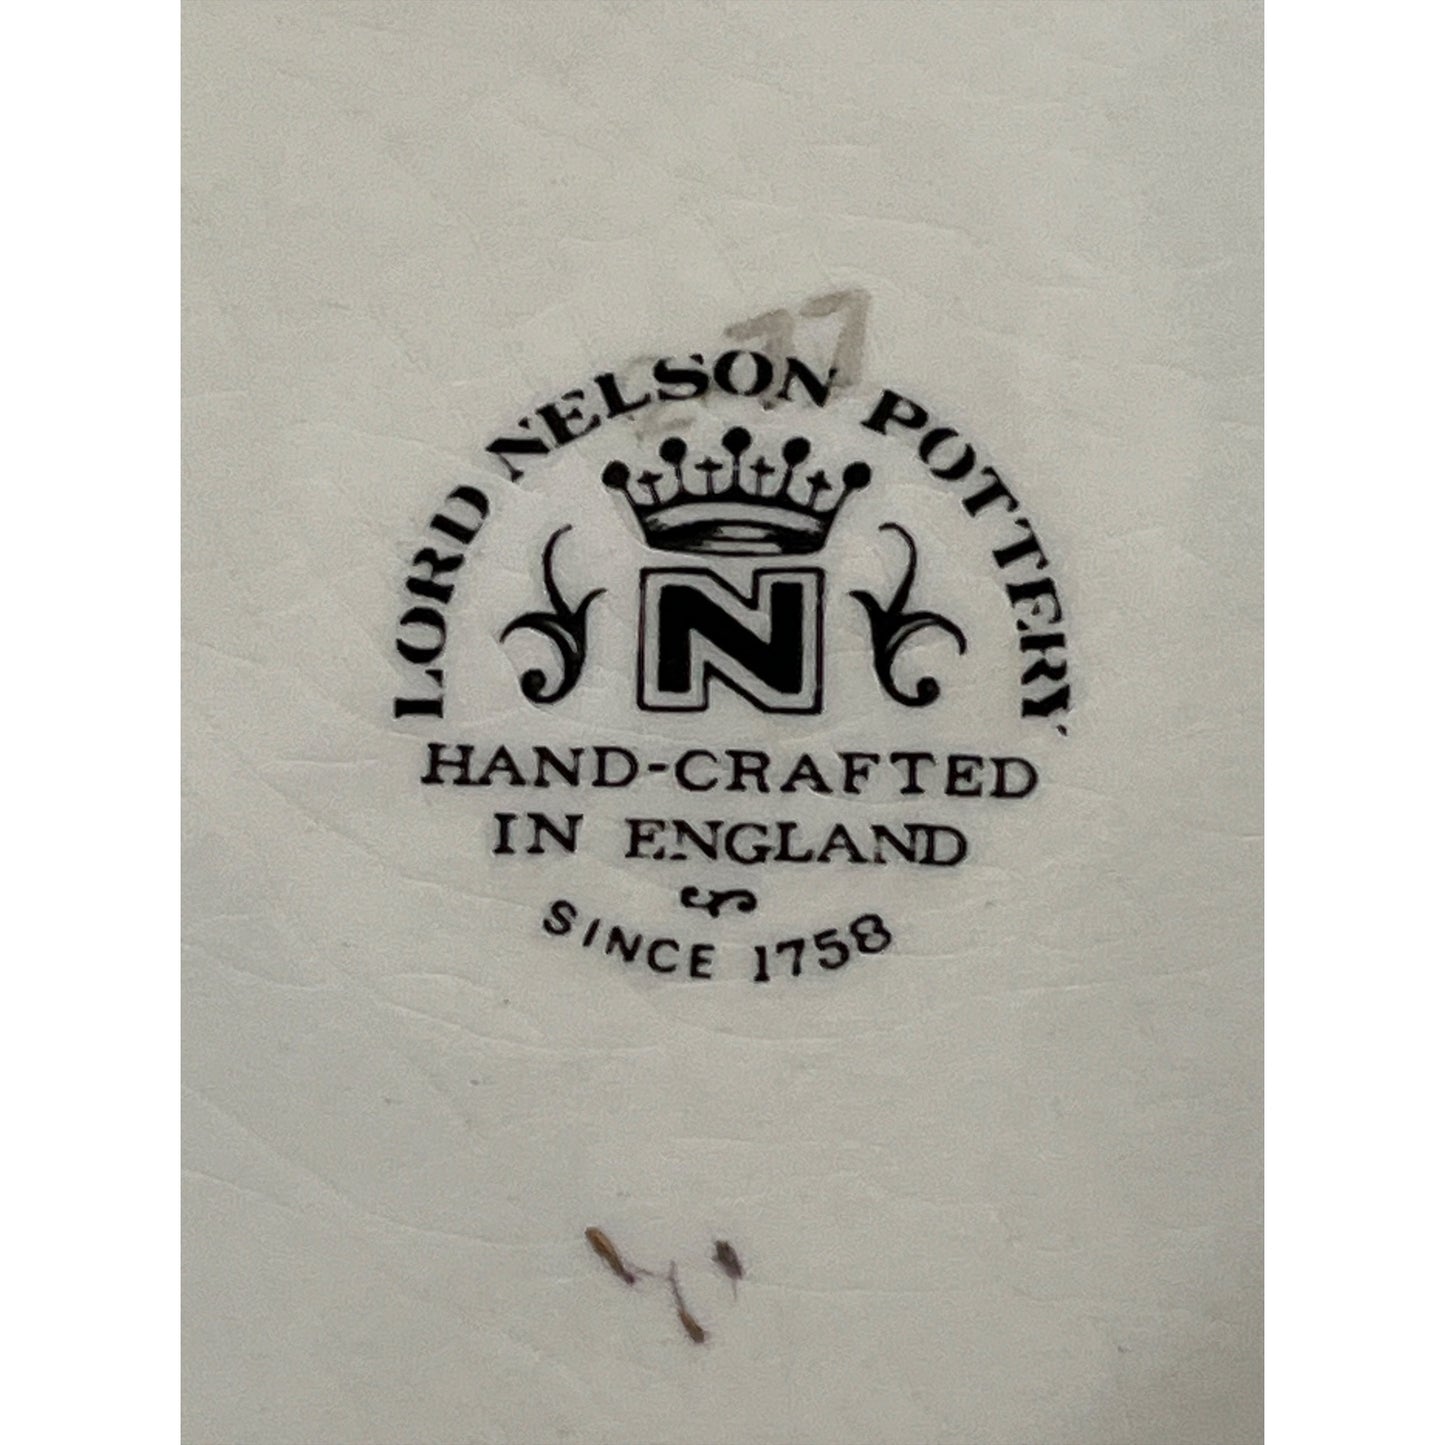 LORD NELSON POTTERY
N
HAND-CRAFTED
IN ENGLAND
SINCE 1758